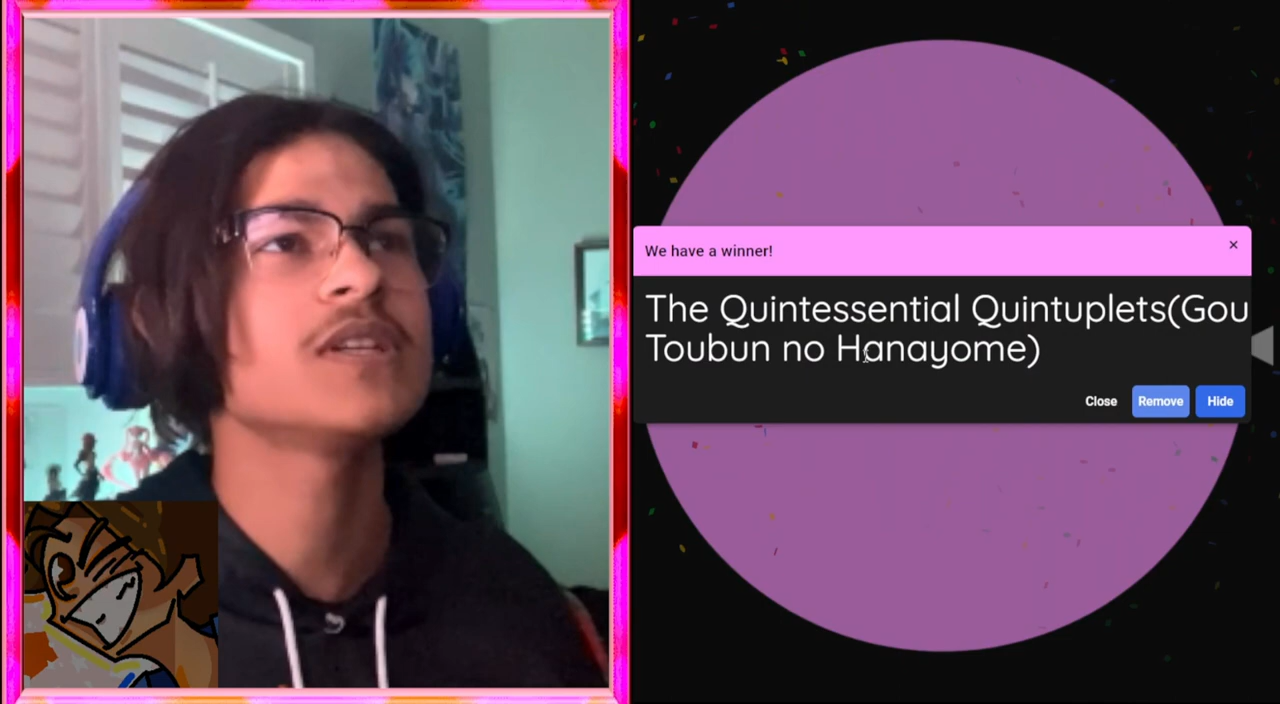 We have a winner!
The Quintessential Quintuplets(Gou
Toubun no Hanayome)
Close Remove Hide